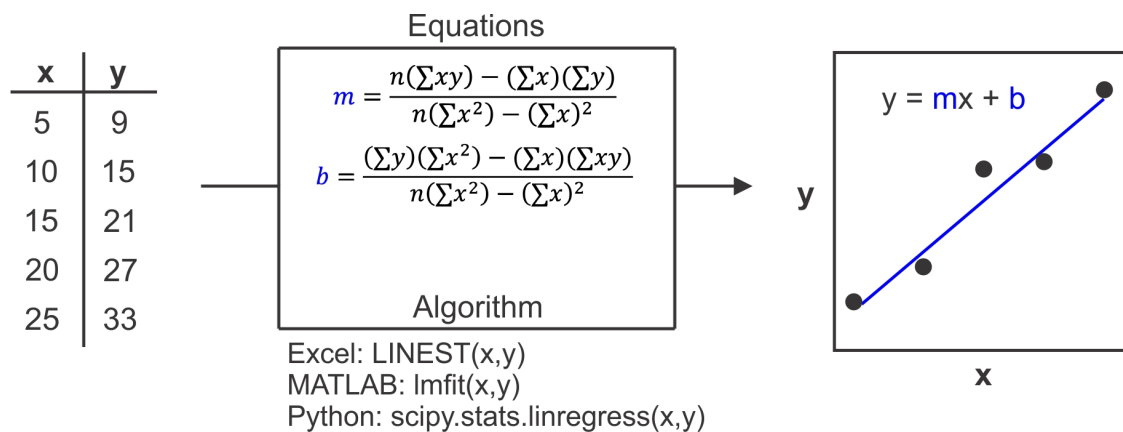 Equations
x y
5 9
10 15
15 21
20 27
25 33
m = n(∑xy) − (∑x)(∑y) / n(∑x²) − (∑x)²
b = (∑y)(∑x²) − (∑x)(∑xy) / n(∑x²) − (∑x)²
Algorithm
Excel: LINEST(x,y)
MATLAB: lmfit(x,y)
Python: scipy.stats.linregress(x,y)
y = mx + b
y
x